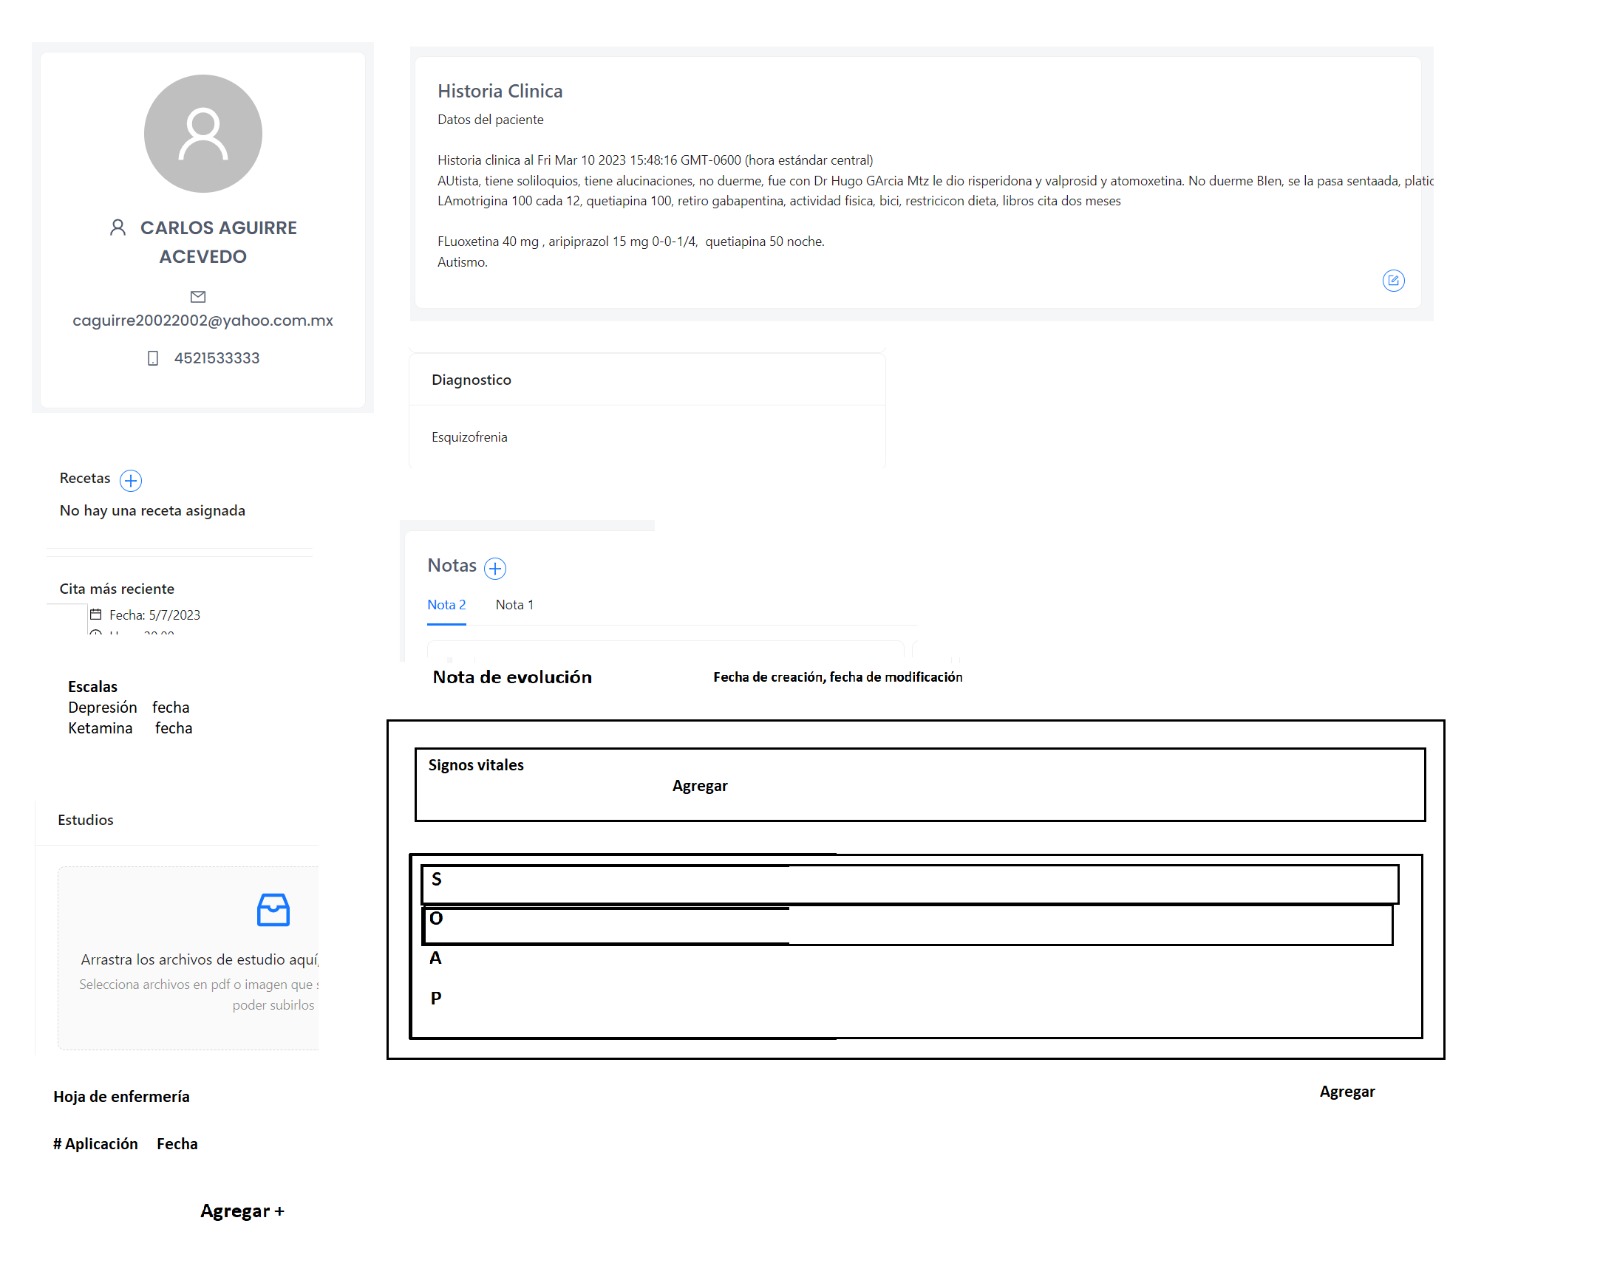 CARLOS AGUIRRE
ACEVEDO
caguirre20022002@yahoo.com.mx
4521533333
Recetas
No hay una receta asignada
Cita más reciente
Fecha: 5/7/2023
Escalas
Depresión fecha
Ketamina fecha
Estudios
Arrastra los archivos de estudio aquí,
Selecciona archivos en pdf o imagen que
poder subirlos
Hoja de enfermería
# Aplicación Fecha
Agregar +
Historia Clinica
Datos del paciente
Historia clinica al Fri Mar 10 2023 15:48:16 GMT-0600 (hora estándar central)
AUtista, tiene soliloquios, tiene alucinaciones, no duerme, fue con Dr Hugo GArcia Mtz le dio risperidona y valprosid y atomoxetina. No duerme BIen, se la pasa sentaada, platic
LAmotrigina 100 cada 12, quetiapina 100, retiro gabapentina, actividad fisica, bici, restricicon dieta, libros cita dos meses
FLuoxetina 40 mg , aripiprazol 15 mg 0-0-1/4, quetiapina 50 noche.
Autismo.
Diagnostico
Esquizofrenia
Notas
Nota 2 Nota 1
Nota de evolución Fecha de creación, fecha de modificación
Signos vitales
Agregar
S
O
A
P
Agregar